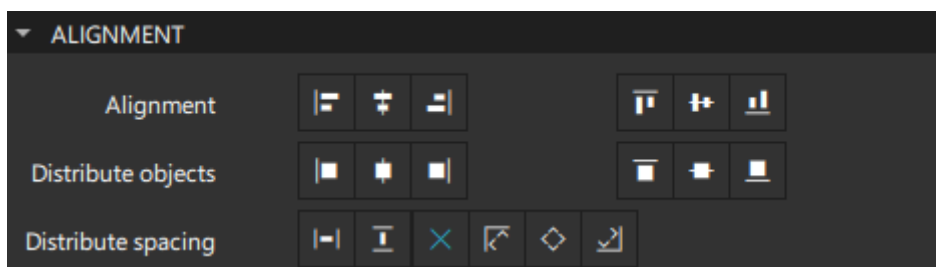 ALIGNMENT
Alignment
Distribute objects
Distribute spacing